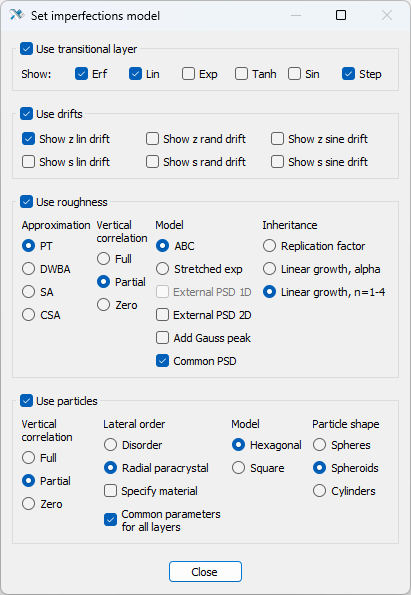 Set imperfections model
Use transitional layer
Show: Erf Lin Exp Tanh Sin Step
Use drifts
Show z lin drift Show z rand drift Show z sine drift
Show s lin drift Show s rand drift Show s sine drift
Use roughness
Approximation
PT
DWBA
SA
CSA
Vertical
correlation
Full
Partial
Zero
Model
ABC
Stretched exp
External PSD 1D
External PSD 2D
Add Gauss peak
Common PSD
Inheritance
Replication factor
Linear growth, alpha
Linear growth, n=1-4
Use particles
Vertical
correlation
Full
Partial
Zero
Lateral order
Disorder
Radial paracrystal
Specify material
Common parameters
for all layers
Model
Hexagonal
Square
Particle shape
Spheres
Spheroids
Cylinders
Close